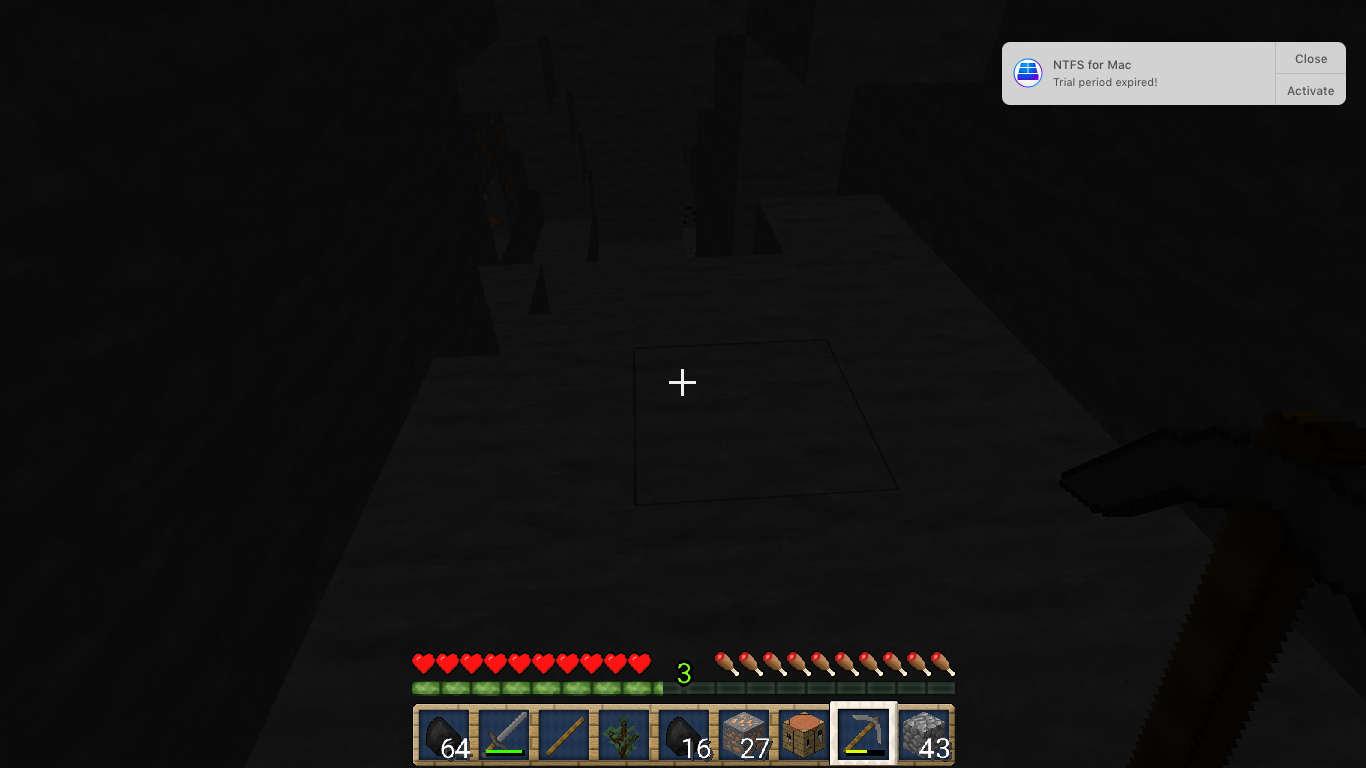 NTFS for Mac
Trial period expired!
Close
Activate
3
64
16
27
43